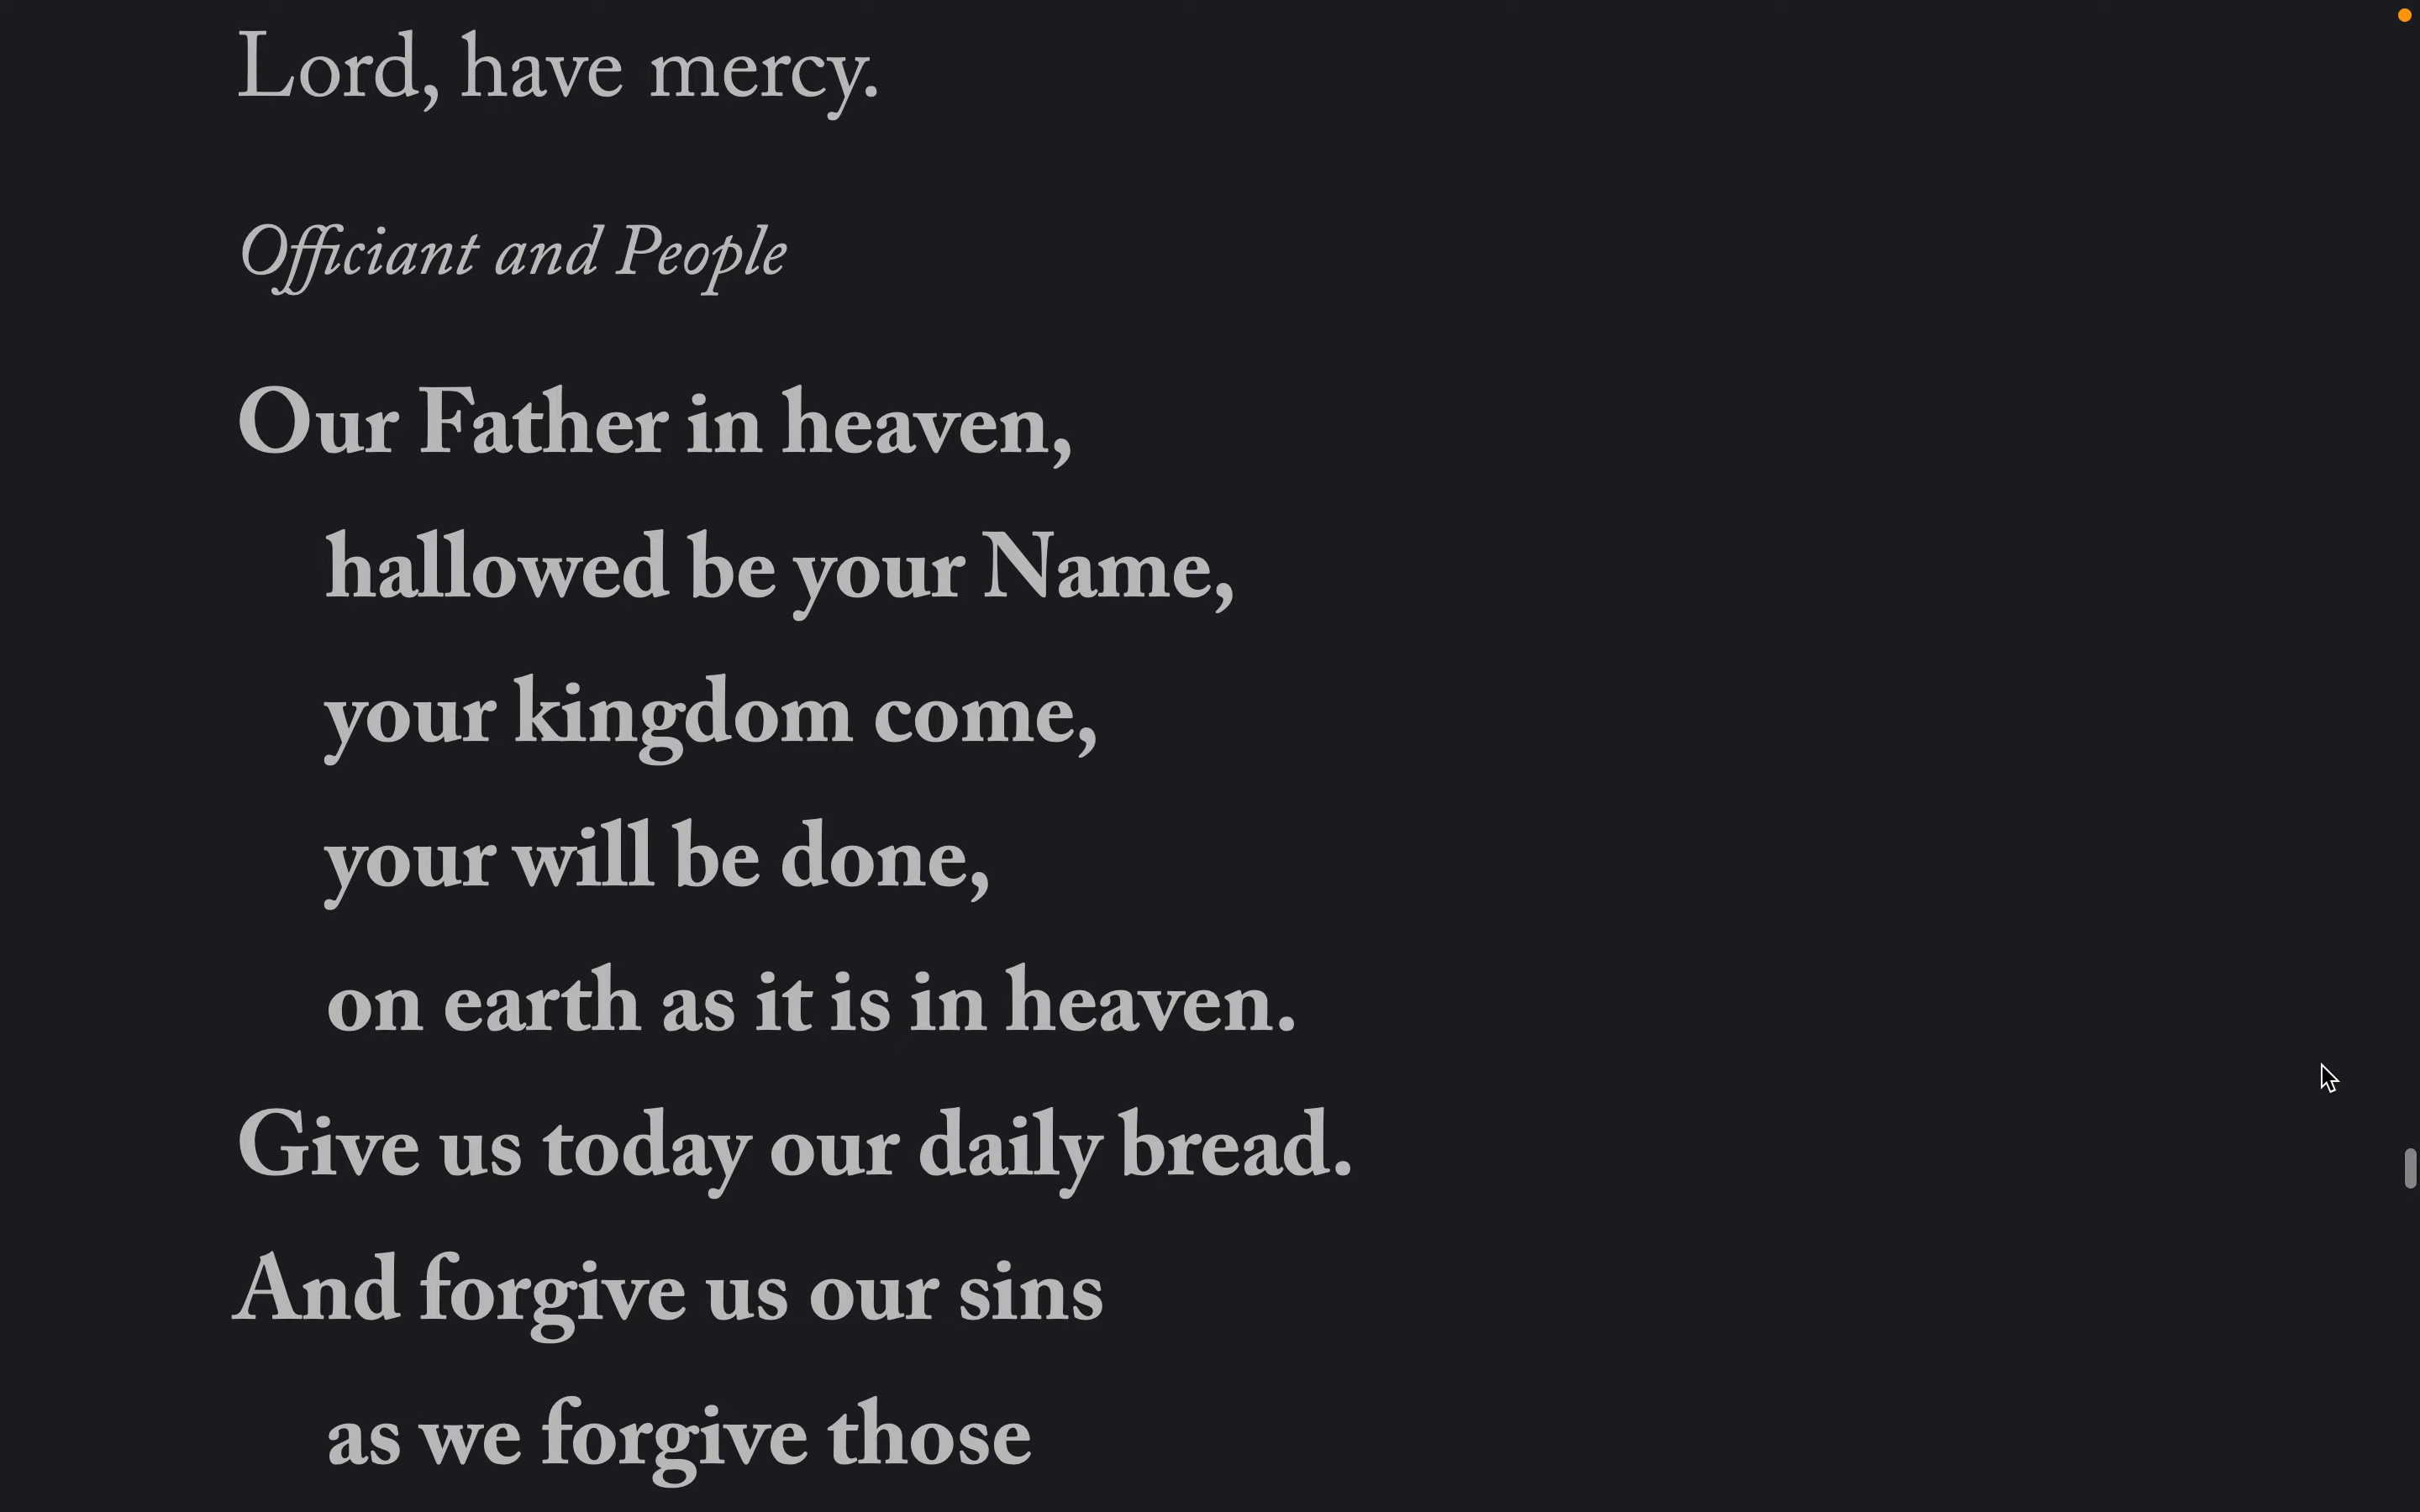 Lord, have mercy.
Officiant and People
Our Father in heaven,
hallowed be your Name,
your kingdom come,
your will be done,
on earth as it is in heaven.
Give us today our daily bread.
And forgive us our sins
as we forgive those